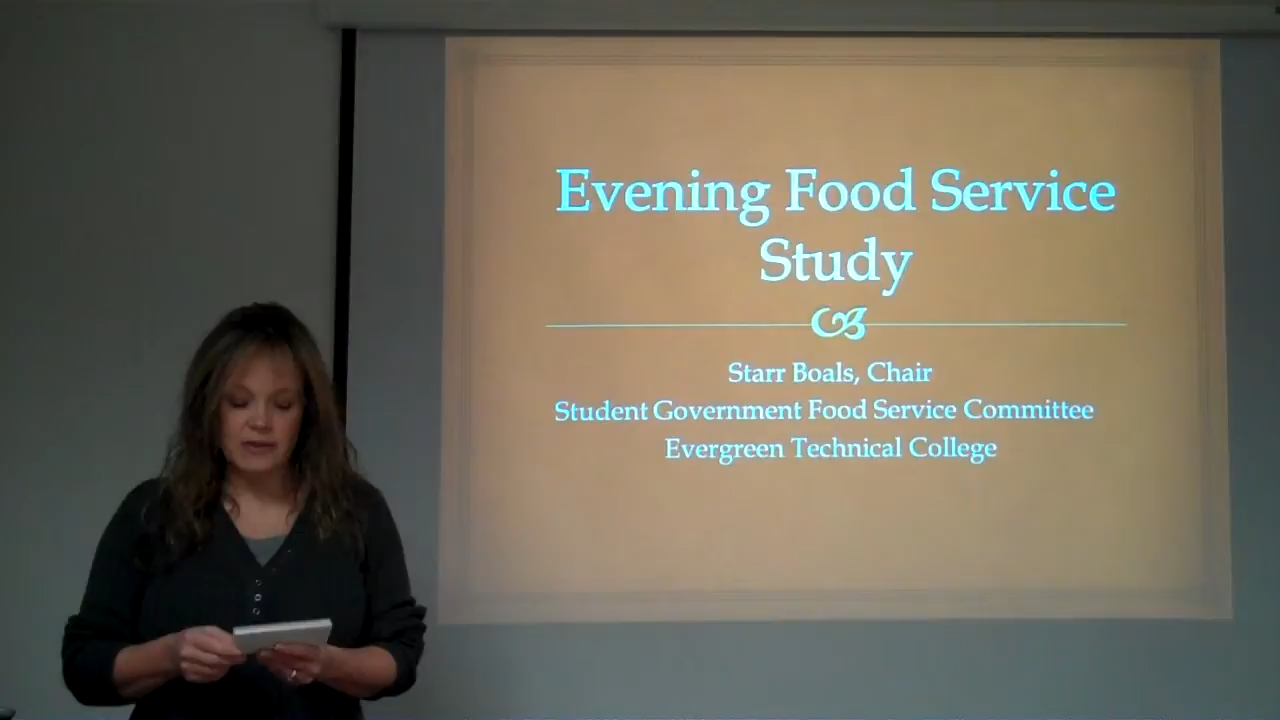 Evening Food Service
Study
Starr Boals, Chair
Student Government Food Service Committee
Evergreen Technical College